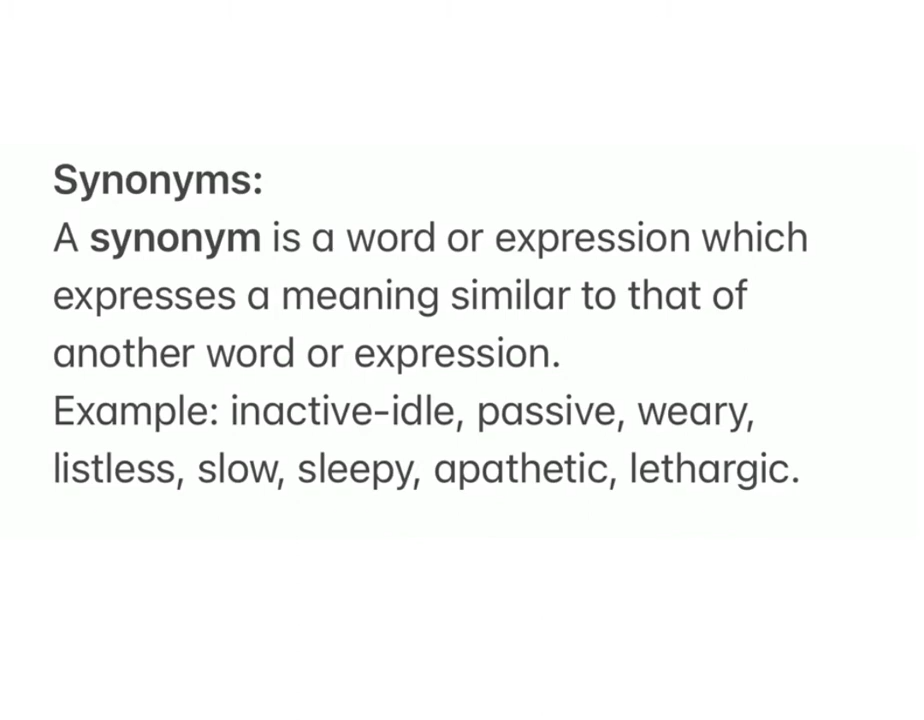 Synonyms:
A synonym is a word or expression which
expresses a meaning similar to that of
another word or expression.
Example: inactive-idle, passive, weary,
listless, slow, sleepy, apathetic, lethargic.